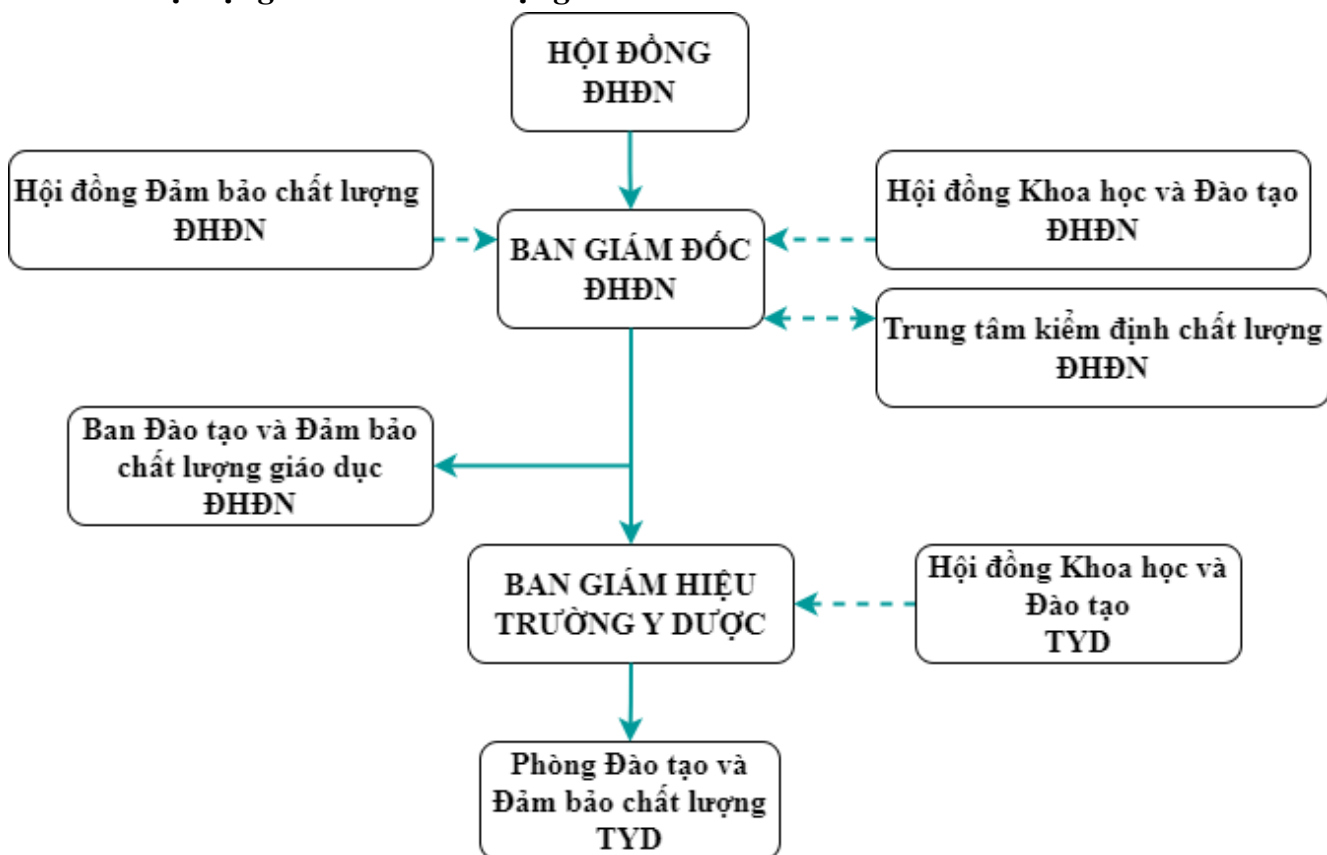 HỘI ĐỒNG
ĐHĐN
Hội đồng Đảm bảo chất lượng
ĐHĐN
Hội đồng Khoa học và Đào tạo
ĐHĐN
BAN GIÁM ĐỐC
ĐHĐN
Trung tâm kiểm định chất lượng
ĐHĐN
Ban Đào tạo và Đảm bảo
chất lượng giáo dục
ĐHĐN
BAN GIÁM HIỆU
TRƯỜNG Y DƯỢC
Hội đồng Khoa học và
Đào tạo
TYD
Phòng Đào tạo và
Đảm bảo chất lượng
TYD